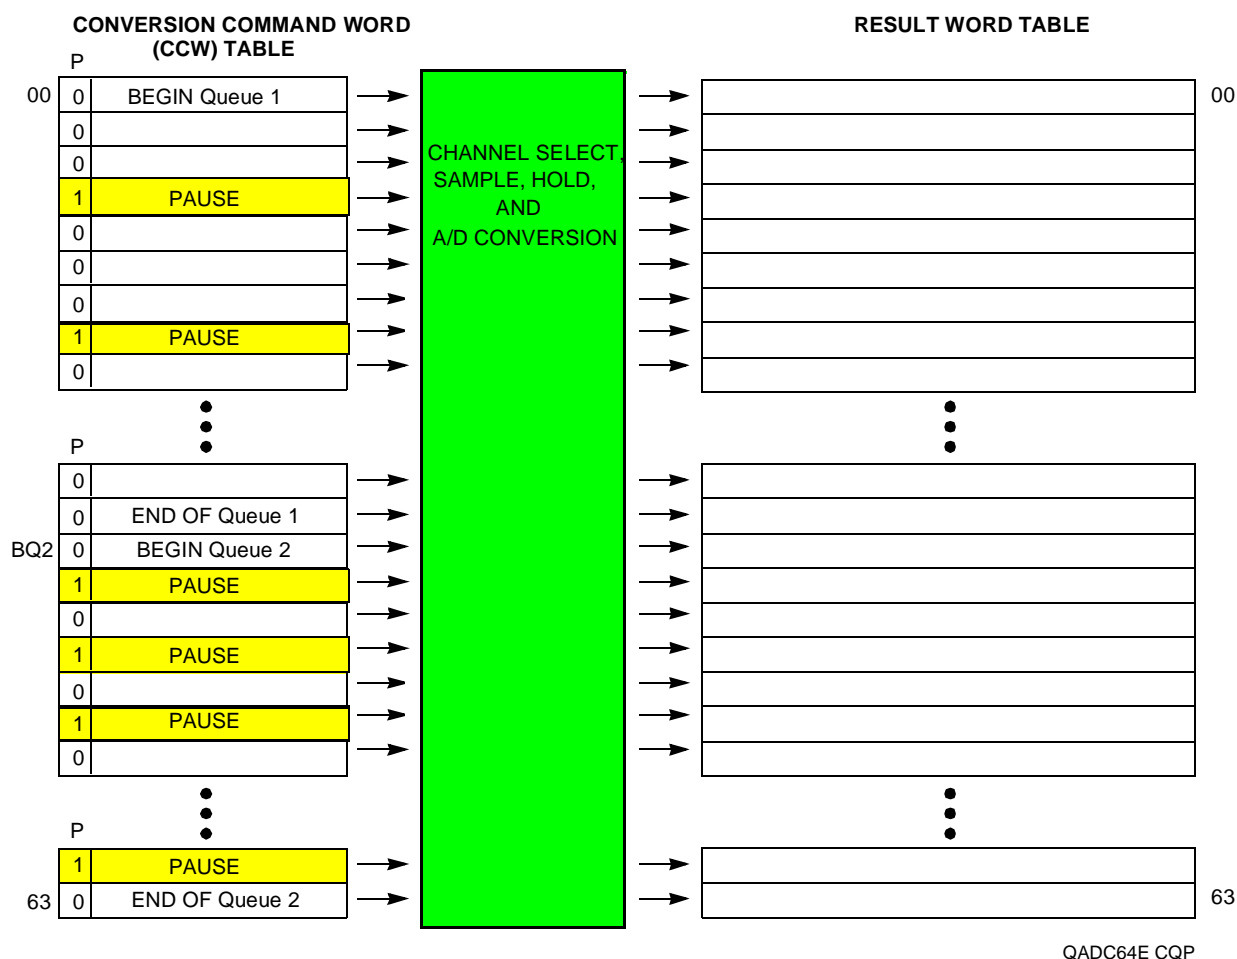 CONVERSION COMMAND WORD
(CCW) TABLE
RESULT WORD TABLE
P
00 0 BEGIN Queue 1 00
0
0
1 PAUSE
0
0
0
1 PAUSE
0
CHANNEL SELECT,
SAMPLE, HOLD,
AND
A/D CONVERSION
P
0
0 END OF Queue 1
BQ2 0 BEGIN Queue 2
1 PAUSE
0
1 PAUSE
0
1 PAUSE
0
P
1 PAUSE
63 0 END OF Queue 2 63
QADC64E CQP